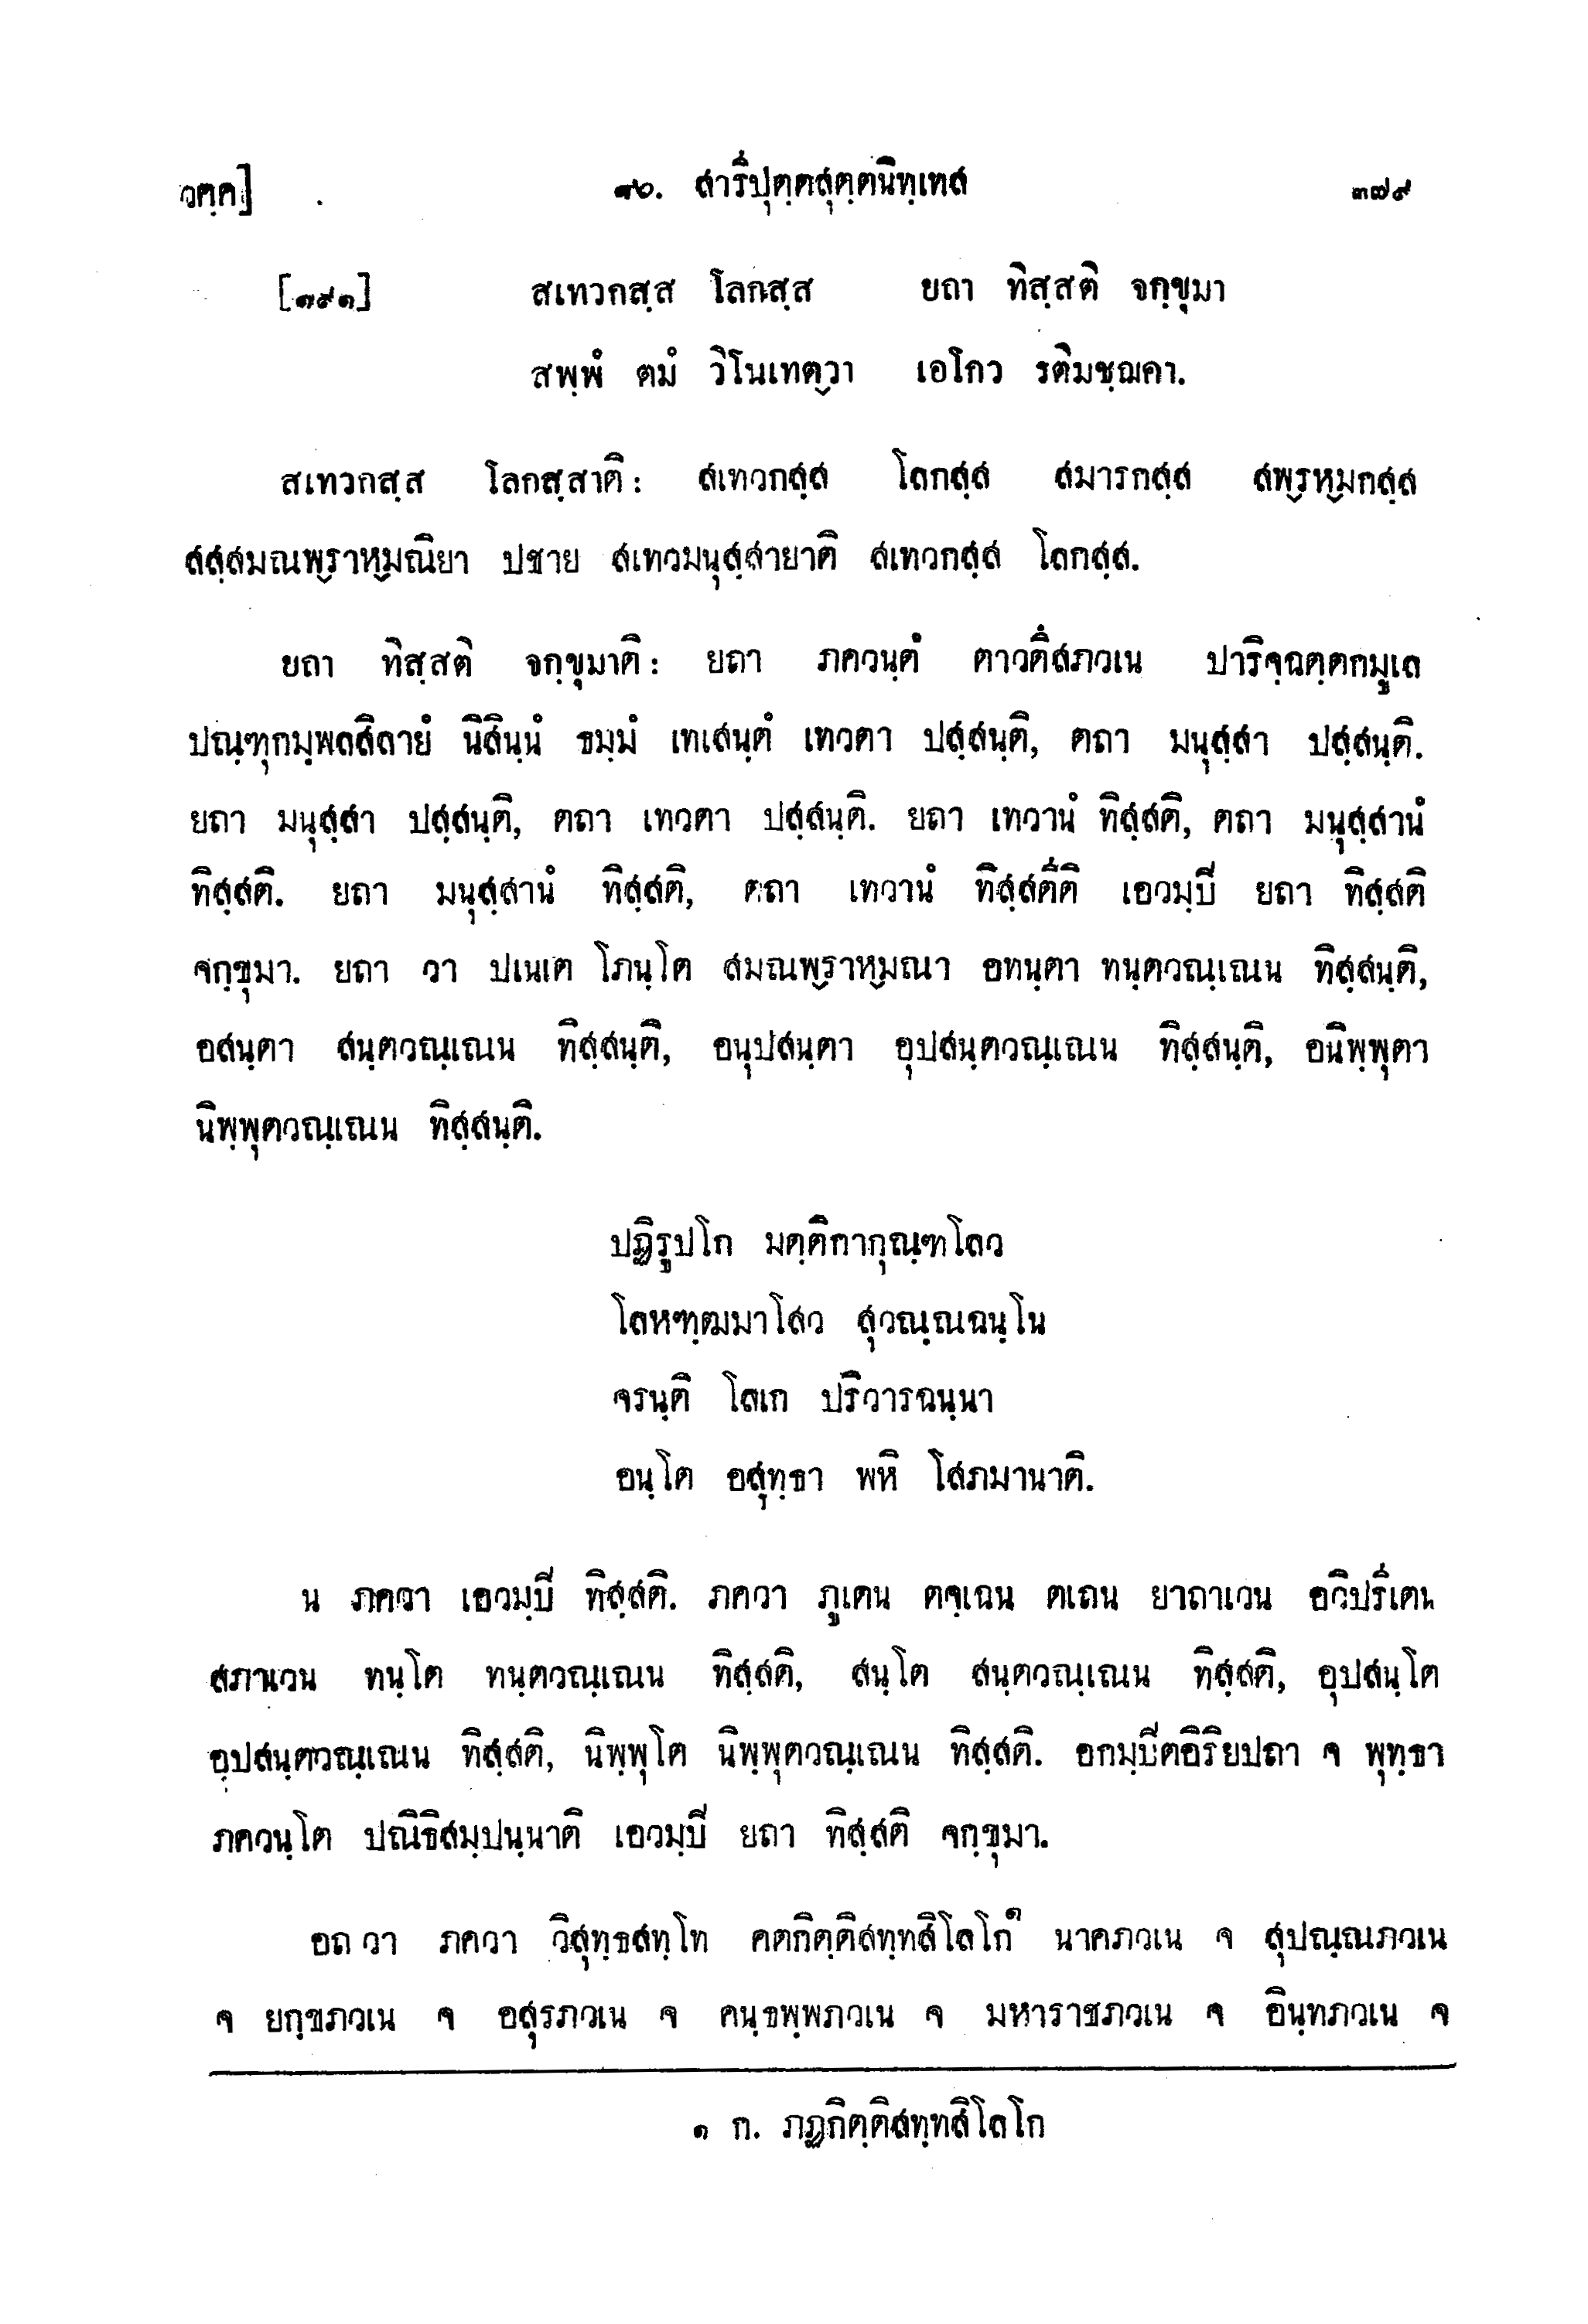 วคฺค]
๑๖. สารีปุตฺตสุตฺตนิทฺเทส
๓๗๙
[๑๙๑] สเทวกสฺส โลกสฺส ยถา ทิสฺสติ จกฺขุมา
สพฺพํ ตมํ วิโนเทตฺวา เอโกว รติมชฺฌคา.
สเทวกสฺส โลกสฺสาติ: สเทวกสฺส โลกสฺส สมารกสฺส สพฺรหฺมกสฺส
สสฺสมณพฺราหฺมณิยา ปชาย สเทวมนุสฺสายาติ สเทวกสฺส โลกสฺส.
ยถา ทิสฺสติ จกฺขุมาติ: ยถา ภควนฺตํ ตาวตึสภวเน ปาริจฺฉตฺตกมูเล
ปณฺฑุกมฺพลสิลายํ นิสินฺนํ ธมฺมํ เทเสนฺตํ เทวตา ปสฺสนฺติ, ตถา มนุสฺสา ปสฺสนฺติ.
ยถา มนุสฺสา ปสฺสนฺติ, ตถา เทวตา ปสฺสนฺติ. ยถา เทวานํ ทิสฺสติ, ตถา มนุสฺสานํ
ทิสฺสติ. ยถา มนุสฺสานํ ทิสฺสติ, ตถา เทวานํ ทิสฺสตีติ เอวมฺปิ ยถา ทิสฺสติ
จกฺขุมา. ยถา วา ปเนเต โภนฺโต สมณพฺราหฺมณา อทนฺตา ทนฺตวณฺเณน ทิสฺสนฺติ,
อสนฺตา สนฺตวณฺเณน ทิสฺสนฺติ, อนุปสนฺตา อุปสนฺตวณฺเณน ทิสฺสนฺติ, อนิพฺพุตา
นิพฺพุตวณฺเณน ทิสฺสนฺติ.
ปฏิรูปโก มตฺติกากุณฺฑโลว
โลหฑฺฒมาโสว สุวณฺณฉนฺโน
จรนฺติ โลเก ปริวารฉนฺนา
อนฺโต อสุทฺธา พหิ โสภมานาติ.
น ภควา เอวมฺปิ ทิสฺสติ. ภควา ภูเตน ตจฺเฉน ตเถน ยาถาเวน อวิปรีเตน
สภาเวน ทนฺโต ทนฺตวณฺเณน ทิสฺสติ, สนฺโต สนฺตวณฺเณน ทิสฺสติ, อุปสนฺโต
อุปสนฺตวณฺเณน ทิสฺสติ, นิพฺพุโต นิพฺพุตวณฺเณน ทิสฺสติ. อกมฺปิตอิริยปถา จ พุทฺธา
ภควนฺโต ปณิธิสมฺปนฺนาติ เอวมฺปิ ยถา ทิสฺสติ จกฺขุมา.
อถ วา ภควา วิสุทฺธสทฺโท คตกิตฺติสทฺทสิโลโก๑ นาคภวเน จ สุปณฺณภวเน
จ ยกฺขภวเน จ อสุรภวเน จ คนฺธพฺพภวเน จ มหาราชภวเน จ อินฺทภวเน จ
๑ ก. ภฏกิตฺติสทฺทสิโลโก